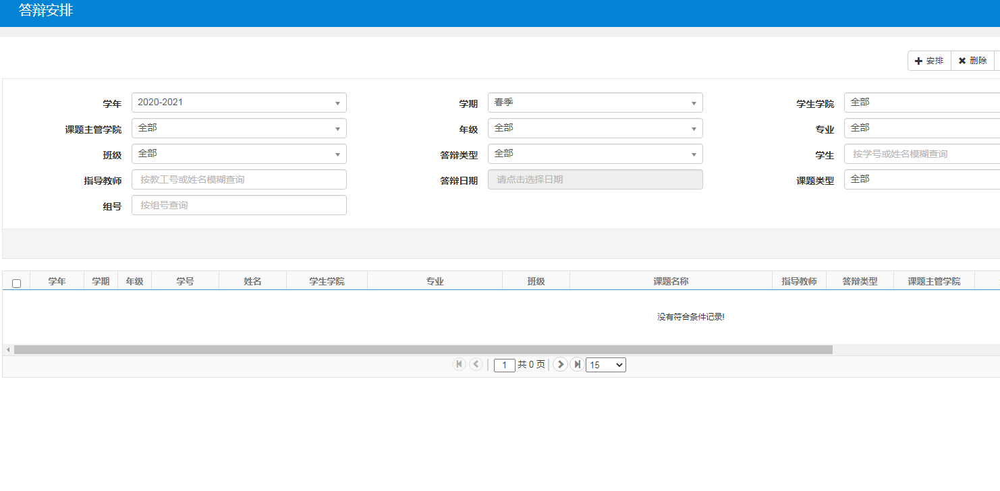 答辩安排
安排 删除
学年 2020-2021 学期 春季 学生学院 全部
课题主管学院 全部 年级 全部 专业 全部
班级 全部 答辩类型 全部 学生 按学号或姓名模糊查询
指导教师 按教工号或姓名模糊查询 答辩日期 请点击选择日期 课题类型 全部
组号 按组号查询
学年 学期 年级 学号 姓名 学生学院 专业 班级 课题名称 指导教师 答辩类型 课题主管学院
没有符合条件记录!
1 共 0 页 15